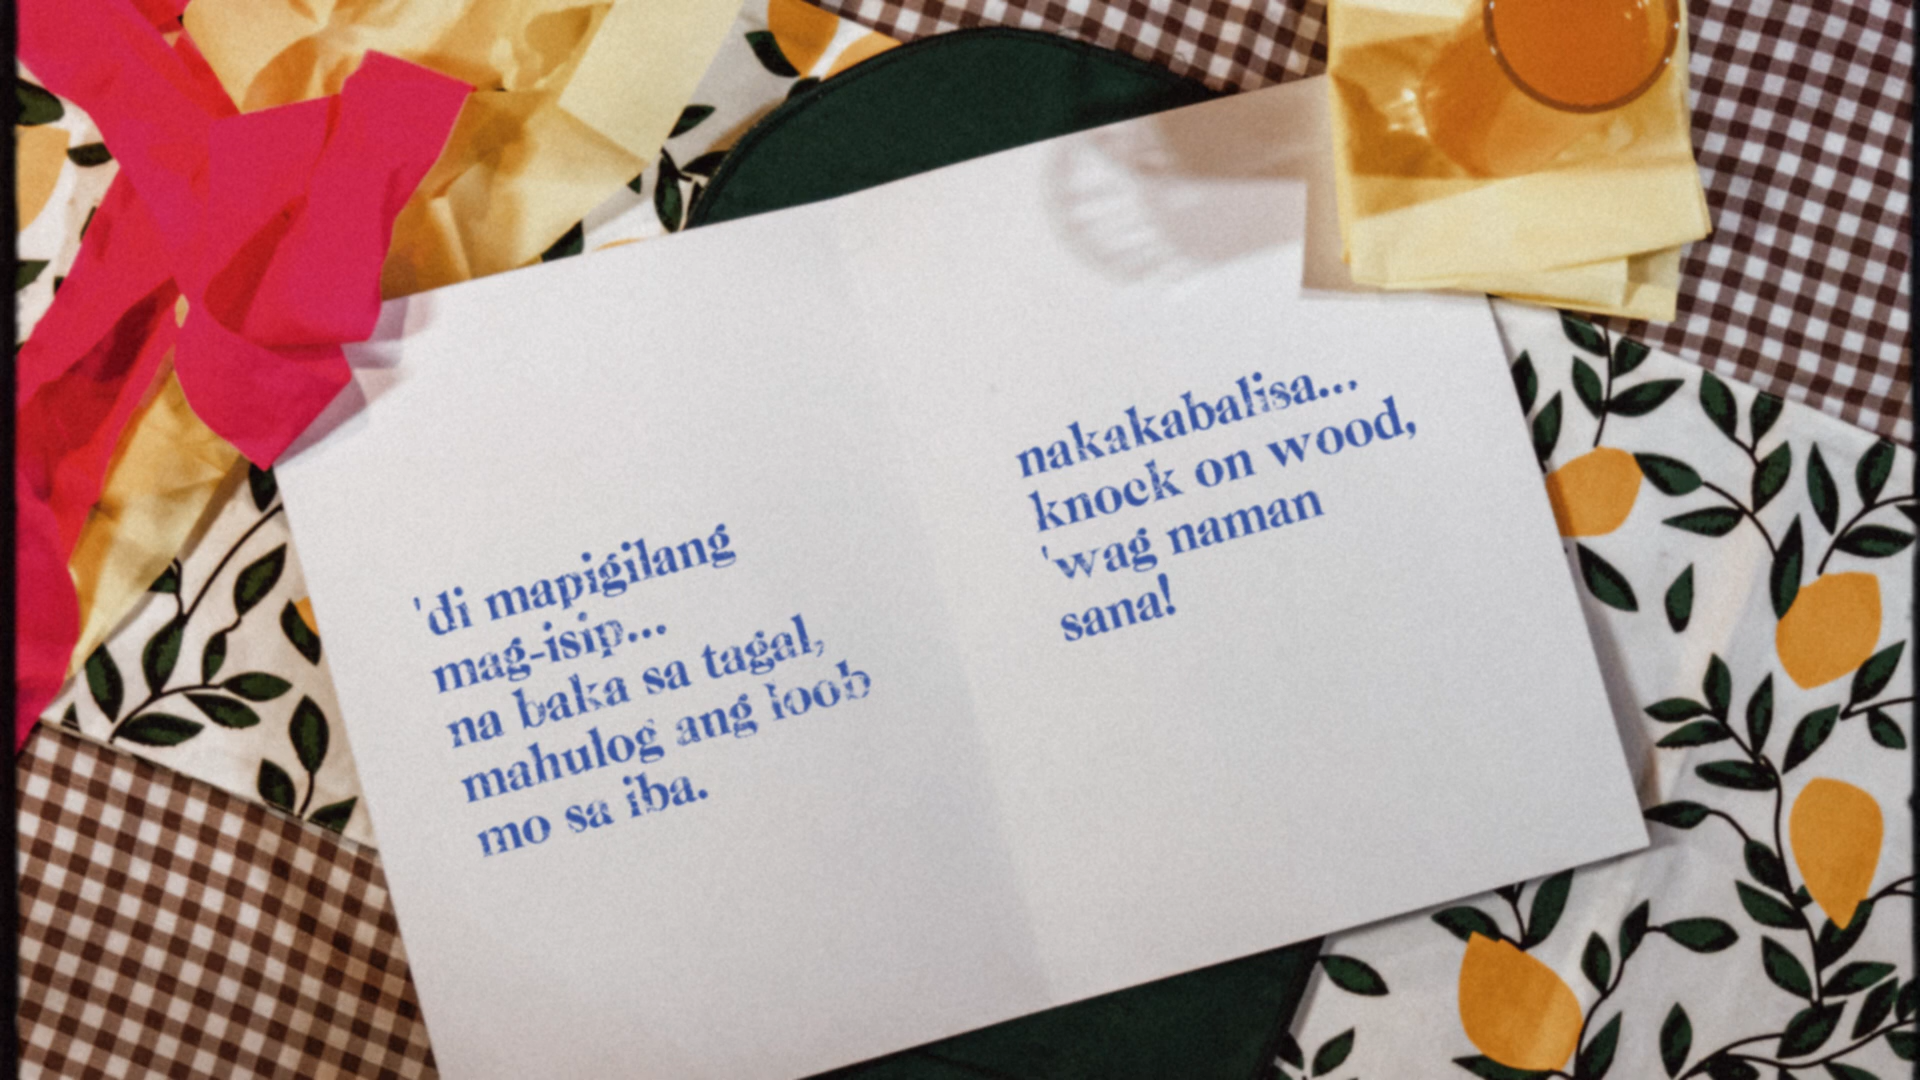 'di mapigilang
mag-isip...
na baka sa tagal,
mahulog ang loob
mo sa iba.
nakakabalisa...
knock on wood,
'wag naman
sana!